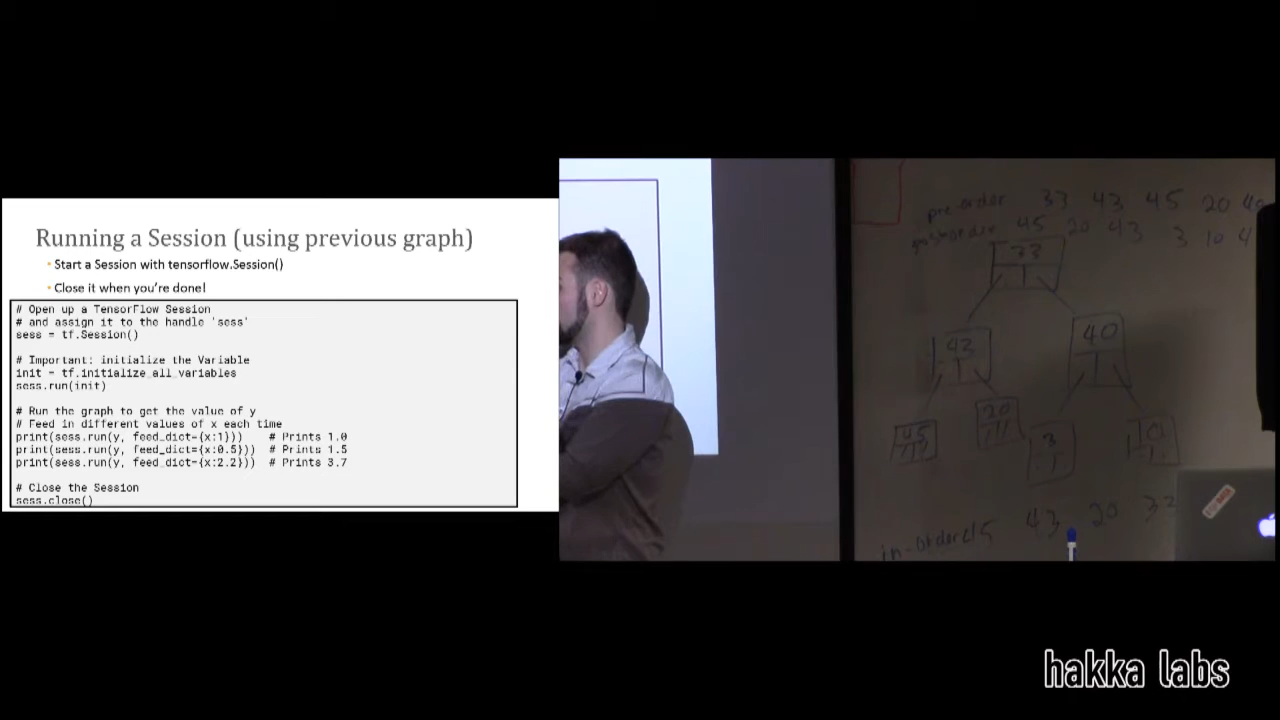 Running a Session (using previous graph)
• Start a Session with tensorflow.Session()
• Close it when you're done!
# Open up a TensorFlow Session
# and assign it to the handle 'sess'
sess = tf.Session()
# Important: initialize the Variable
init = tf.initialize_all_variables
sess.run(init)
# Run the graph to get the value of y
# Feed in different values of x each time
print(sess.run(y, feed_dict={x:1})) # Prints 1.0
print(sess.run(y, feed_dict={x:0.5})) # Prints 1.5
print(sess.run(y, feed_dict={x:2.2})) # Prints 3.7
# Close the Session
sess.close()
pre-order 33 43 45 20 40
45 20 43 3 10 4
33
43 40
45 20 3 10
in-order 45 43 20 33
hakka labs